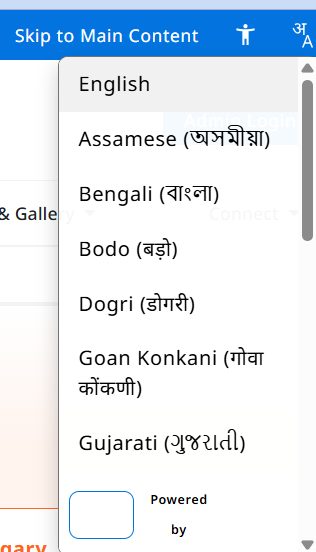 Skip to Main Content
अ
A
English
Admin Login
Assamese (অসমীয়া)
Bengali (বাংলা)
& Gallery
Connect
Bodo (बड़ो)
Dogri (डोगरी)
Goan Konkani (गोवा
कोंकणी)
Gujarati (ગુજરાતી)
Powered
by
gary